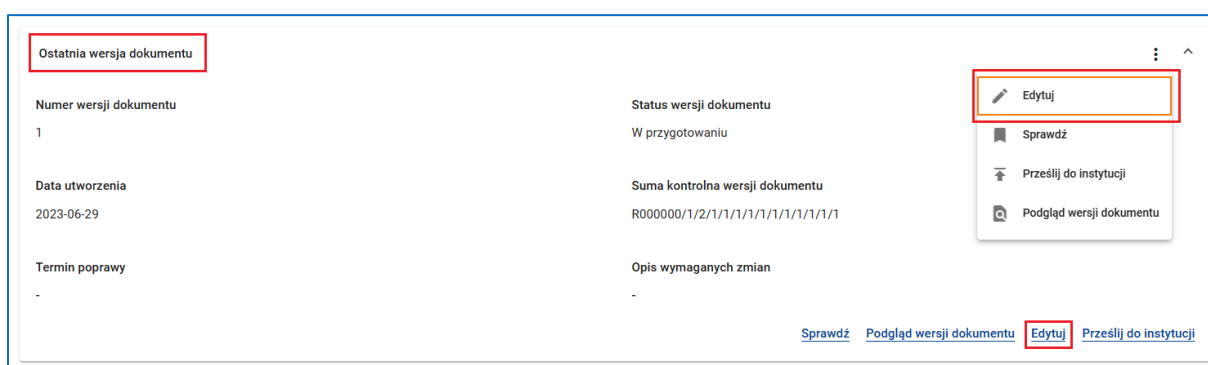 Ostatnia wersja dokumentu
Numer wersji dokumentu
1
Status wersji dokumentu
W przygotowaniu
Edytuj
Sprawdź
Prześlij do instytucji
Podgląd wersji dokumentu
Data utworzenia
2023-06-29
Suma kontrolna wersji dokumentu
R000000/1/2/1/1/1/1/1/1/1/1/1/1/1
Termin poprawy
-
Opis wymaganych zmian
-
Sprawdź Podgląd wersji dokumentu Edytuj Prześlij do instytucji